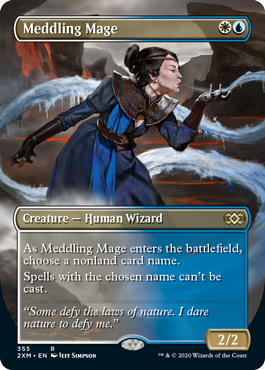 Meddling Mage
Creature — Human Wizard
As Meddling Mage enters the battlefield,
choose a nonland card name.
Spells with the chosen name can't be
cast.
"Some defy the laws of nature. I dare
nature to defy me."
2/2
355 R
2XM • EN Jeff Simpson
™ & © 2020 Wizards of the Coast